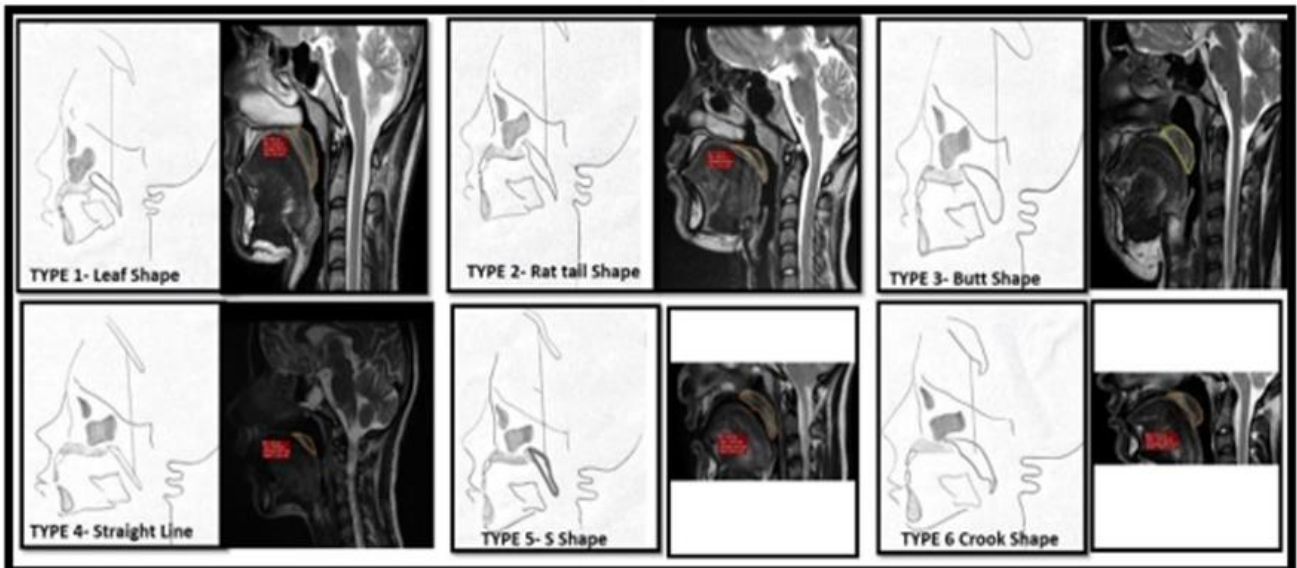 TYPE 1- Leaf Shape
TYPE 2- Rat tail Shape
TYPE 3- Butt Shape
TYPE 4- Straight Line
TYPE 5- S Shape
TYPE 6 Crook Shape